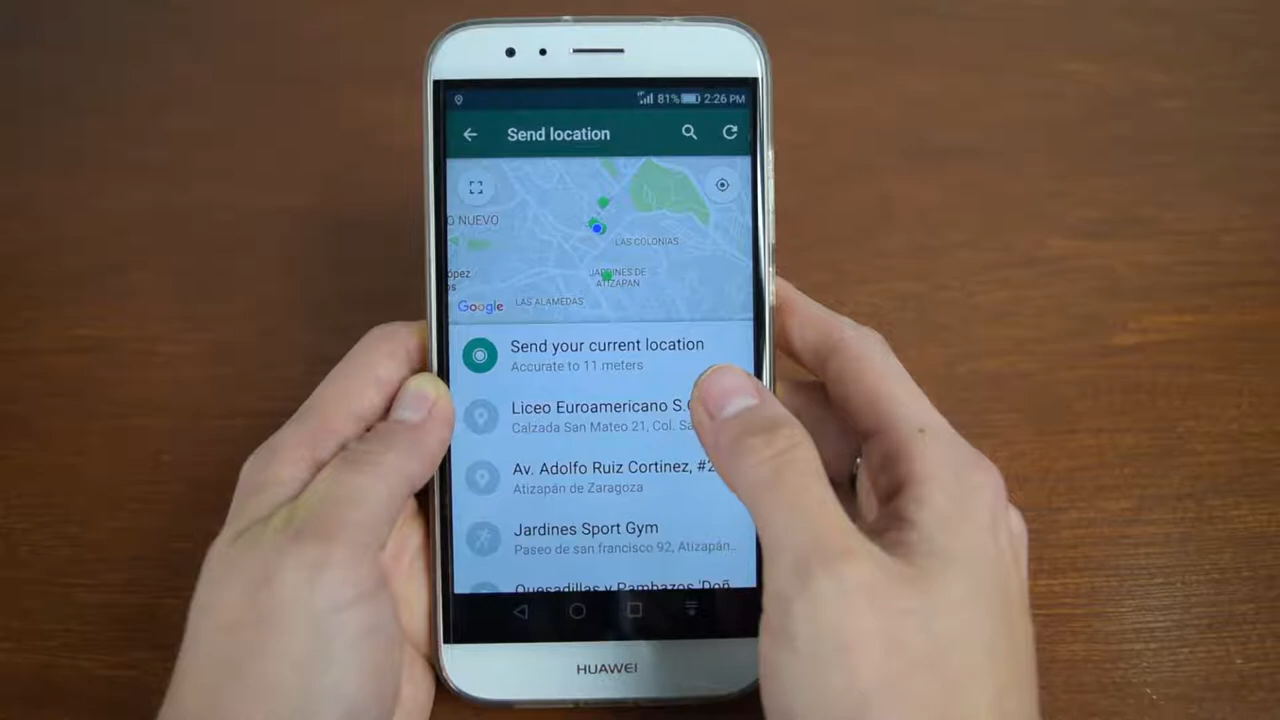 81% 2:26 PM
Send location
O NUEVO
LAS COLONIAS
ópez
os
JARDINES DE
ATIZAPAN
Google
LAS ALAMEDAS
Send your current location
Accurate to 11 meters
Liceo Euroamericano S.
Calzada San Mateo 21, Col. Sa
Av. Adolfo Ruiz Cortinez, #2
Atizapán de Zaragoza
Jardines Sport Gym
Paseo de san francisco 92, Atizapán..
Quesadillas y Pambazos 'Doñ
HUAWEI